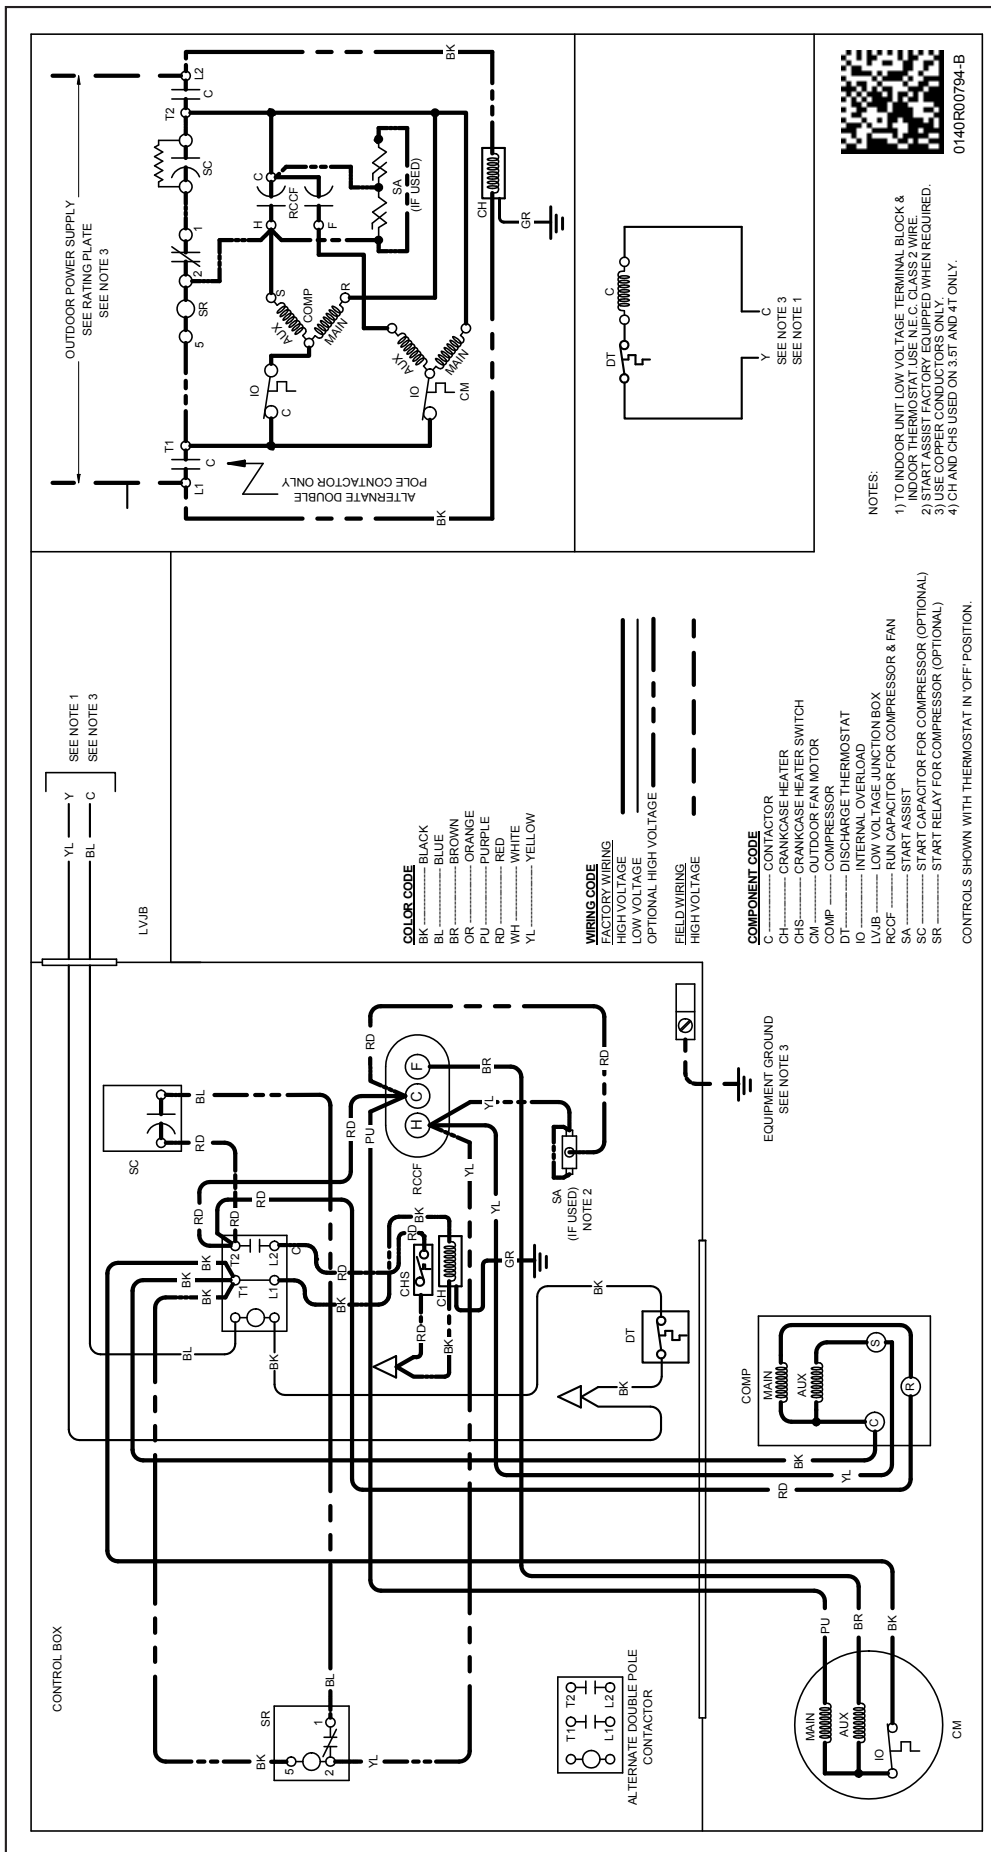 CONTROL BOX
LVJB
YL Y
BL C
SEE NOTE 1
SEE NOTE 3
SC
RD
BL
RD
RD
RD
RD
PU
RD
RD
T2
L2
T1
L1
C
BK
BK
BK
BL
BK
RD
BK
RD
BK
CHS
CH
RD
BK
GR
RCCF
H
C
F
YL
YL
YL
BR
SA
(IF USED)
NOTE 2
BK
DT
BK
SR
5
2
1
BK
BL
YL
T1
T2
L1
L2
ALTERNATE DOUBLE POLE
CONTACTOR
COMP
MAIN
AUX
C
S
R
BK
YL
RD
PU
BR
BK
MAIN
AUX
IO
CM
EQUIPMENT GROUND
SEE NOTE 3
COLOR CODE
BK ---------- BLACK
BL ---------- BLUE
BR ---------- BROWN
OR ---------- ORANGE
PU ---------- PURPLE
RD ---------- RED
WH ---------- WHITE
YL ---------- YELLOW
WIRING CODE
FACTORY WIRING
HIGH VOLTAGE
LOW VOLTAGE
OPTIONAL HIGH VOLTAGE
FIELD WIRING
HIGH VOLTAGE
COMPONENT CODE
C ---------- CONTACTOR
CH ---------- CRANKCASE HEATER
CHS ---------- CRANKCASE HEATER SWITCH
CM ---------- OUTDOOR FAN MOTOR
COMP ---------- COMPRESSOR
DT ---------- DISCHARGE THERMOSTAT
IO ---------- INTERNAL OVERLOAD
LVJB ---------- LOW VOLTAGE JUNCTION BOX
RCCF ---------- RUN CAPACITOR FOR COMPRESSOR & FAN
SA ---------- START ASSIST
SC ---------- START CAPACITOR FOR COMPRESSOR (OPTIONAL)
SR ---------- START RELAY FOR COMPRESSOR (OPTIONAL)
CONTROLS SHOWN WITH THERMOSTAT IN 'OFF' POSITION.
OUTDOOR POWER SUPPLY
SEE RATING PLATE
SEE NOTE 3
L1
C
T1
5
SR
2
1
SC
T2
C
L2
BK
ALTERNATE DOUBLE
POLE CONTACTOR ONLY
IO
C
S
AUX
COMP
MAIN
R
H
C
RCCF
F
SA
(IF USED)
IO
AUX
MAIN
CM
BK
CH
GR
DT
C
Y
C
SEE NOTE 3
SEE NOTE 1
NOTES:
1) TO INDOOR UNIT LOW VOLTAGE TERMINAL BLOCK &
INDOOR THERMOSTAT.USE N.E.C. CLASS 2 WIRE.
2) START ASSIST FACTORY EQUIPPED WHEN REQUIRED.
3) USE COPPER CONDUCTORS ONLY.
4) CH AND CHS USED ON 3.5T AND 4T ONLY.
0140R00794-B